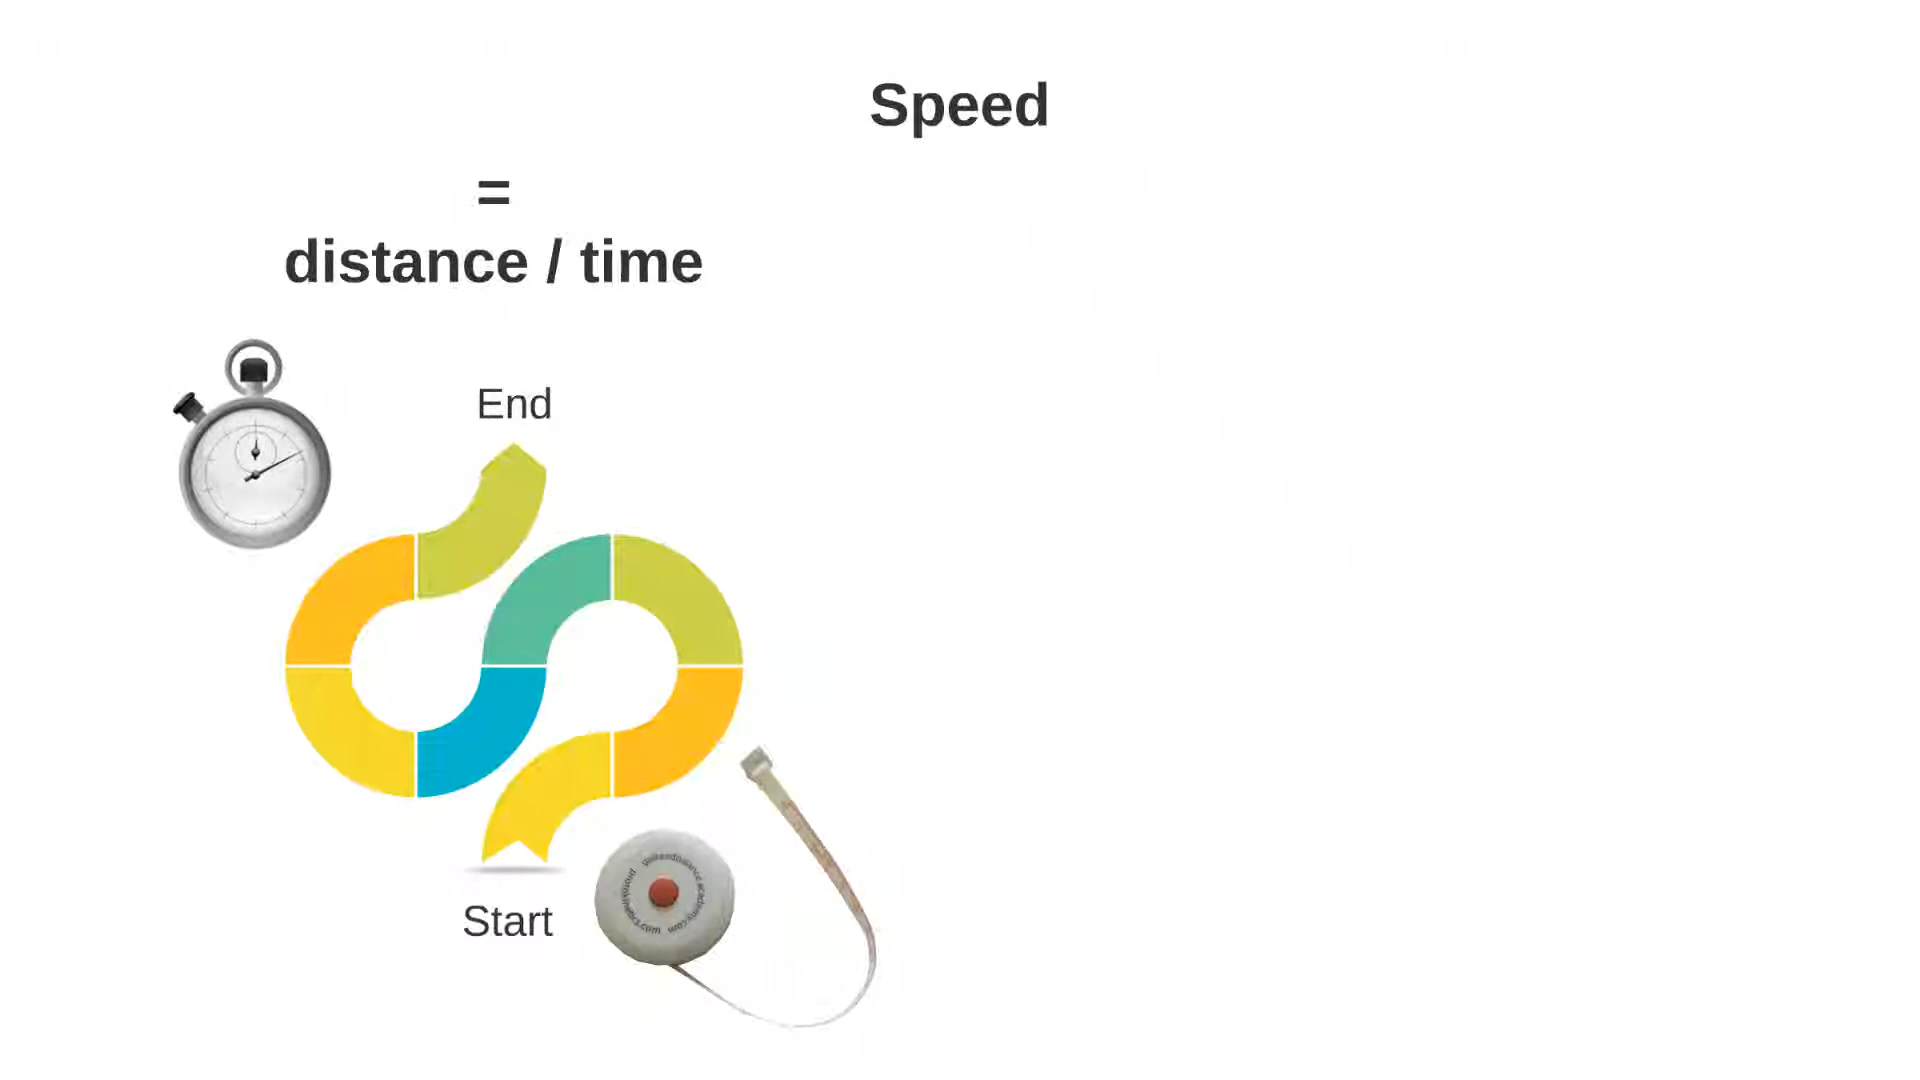 Speed
=
distance / time
End
Start